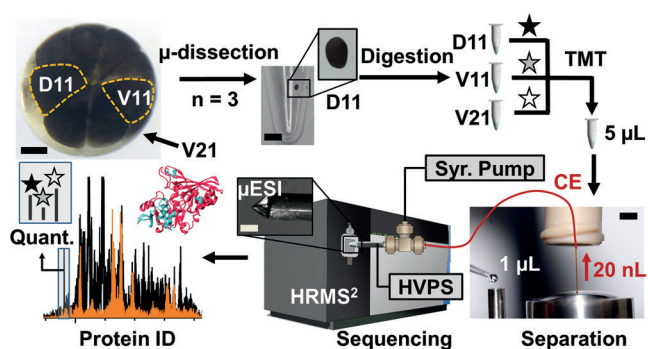 D11
V11
V21
μ-dissection
n = 3
D11
Digestion
D11
V11
V21
TMT
5 μL
CE
1 μL
20 nL
Separation
Syr. Pump
μESI
HVPS
HRMS²
Sequencing
Quant.
Protein ID